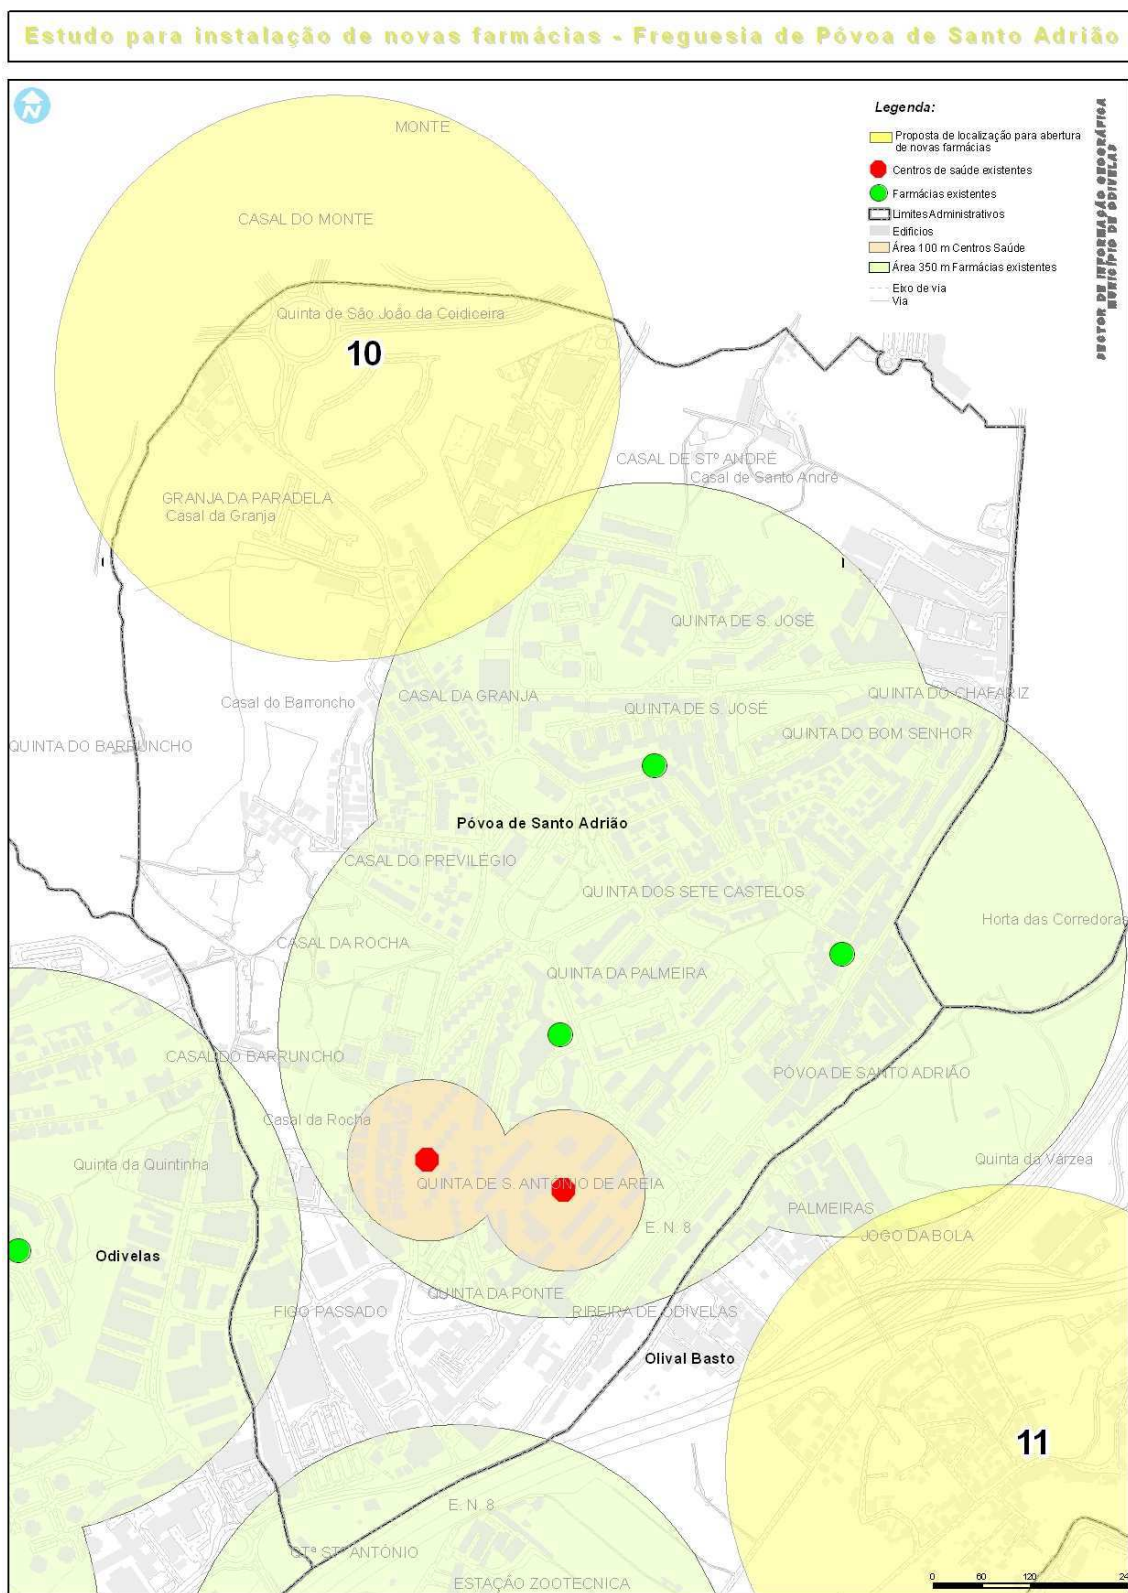 Estudo para instalação de novas farmácias - Freguesia de Póvoa de Santo Adrião
N
Legenda:
Proposta de localização para abertura
de novas farmácias
Centros de saúde existentes
Farmácias existentes
Limites Administrativos
Edificios
Área 100 m Centros Saúde
Área 350 m Farmácias existentes
Eixo de via
Via
SECTOR DE INFORMAÇÃO GEOGRÁFICA
MUNICÍPIO DE ODIVELAS
MONTE
CASAL DO MONTE
Quinta de São João da Coidiceira
10
CASAL DE STº ANDRÉ
Casal de Santo André
GRANJA DA PARADELA
Casal da Granja
QUINTA DE S. JOSÉ
CASAL DA GRANJA
QUINTA DO CHAFARIZ
Casal do Barroncho
QUINTA DE S. JOSÉ
QUINTA DO BARRUNCHO
QUINTA DO BOM SENHOR
Póvoa de Santo Adrião
CASAL DO PREVILÉGIO
QUINTA DOS SETE CASTELOS
Horta das Corredoras
CASAL DA ROCHA
QUINTA DA PALMEIRA
CASAL DO BARRUNCHO
PÓVOA DE SANTO ADRIÃO
Casal da Rocha
Quinta da Quintinha
Quinta da Várzea
QUINTA DE S. ANTÓNIO DE AREIA
PALMEIRAS
E. N. 8
JOGO DA BOLA
Odivelas
QUINTA DA PONTE
FIGO PASSADO
RIBEIRA DE ODIVELAS
Olival Basto
11
E. N. 8
QTª STº ANTÓNIO
ESTAÇÃO ZOOTECNICA
0 60 120 24